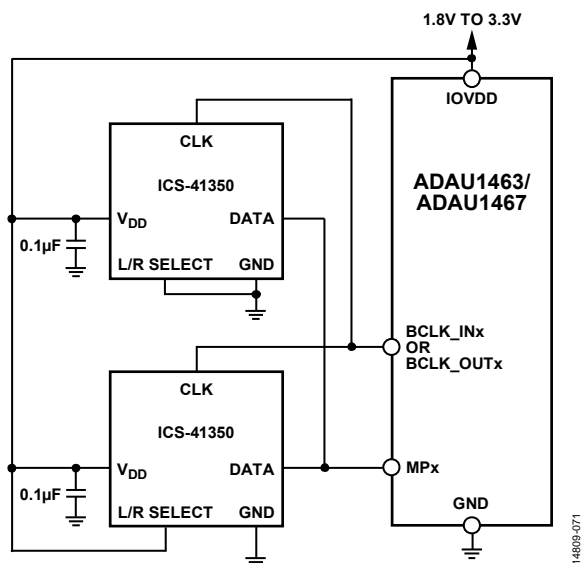 1.8V TO 3.3V
IOVDD
CLK
ICS-41350
ADAU1463/
ADAU1467
VDD
DATA
0.1µF
L/R SELECT
GND
BCLK_INx
OR
BCLK_OUTx
CLK
ICS-41350
VDD
DATA
MPx
0.1µF
L/R SELECT
GND
GND
14809-071